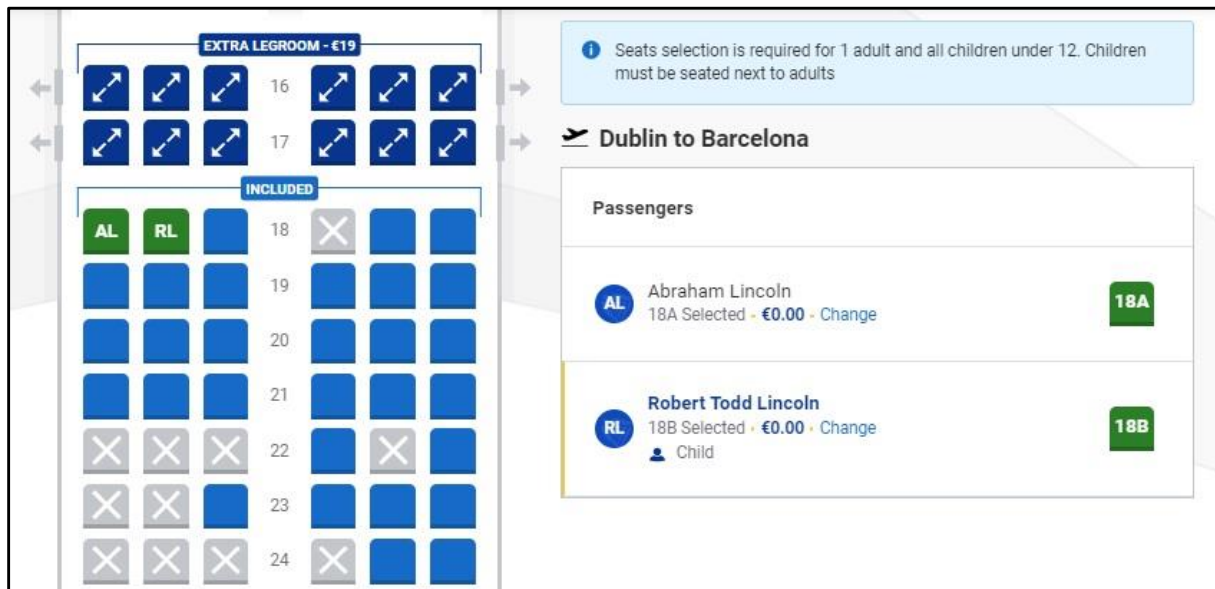 EXTRA LEGROOM - €19
16
17
INCLUDED
AL RL 18
19
20
21
22
23
24
Seats selection is required for 1 adult and all children under 12. Children
must be seated next to adults
Dublin to Barcelona
Passengers
AL Abraham Lincoln 18A
18A Selected - €0.00 - Change
Robert Todd Lincoln
RL 18B Selected - €0.00 - Change 18B
Child